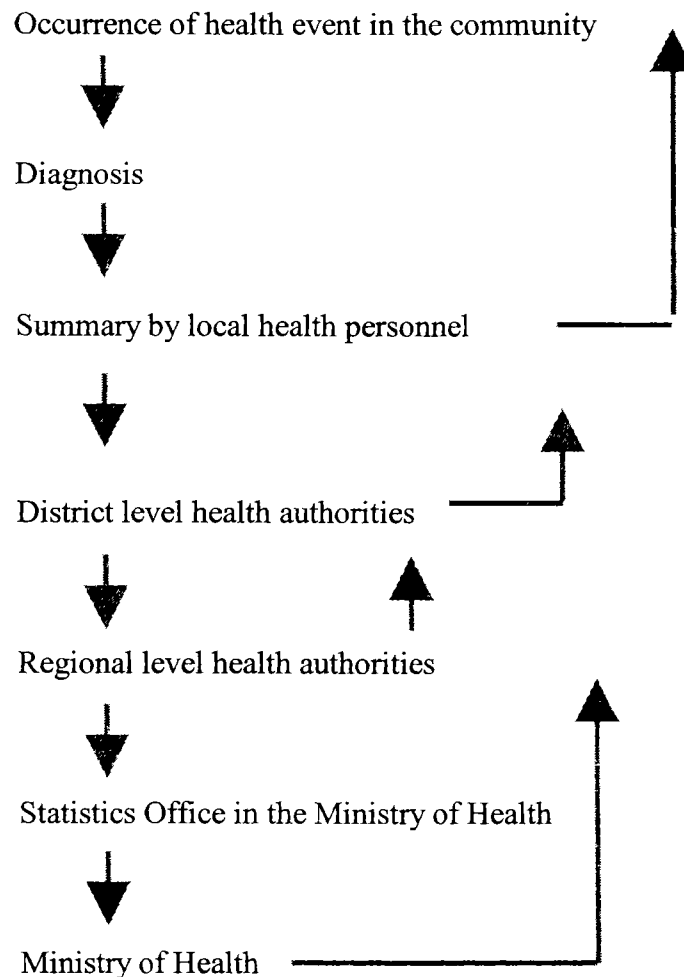 Occurrence of health event in the community
Diagnosis
Summary by local health personnel
District level health authorities
Regional level health authorities
Statistics Office in the Ministry of Health
Ministry of Health